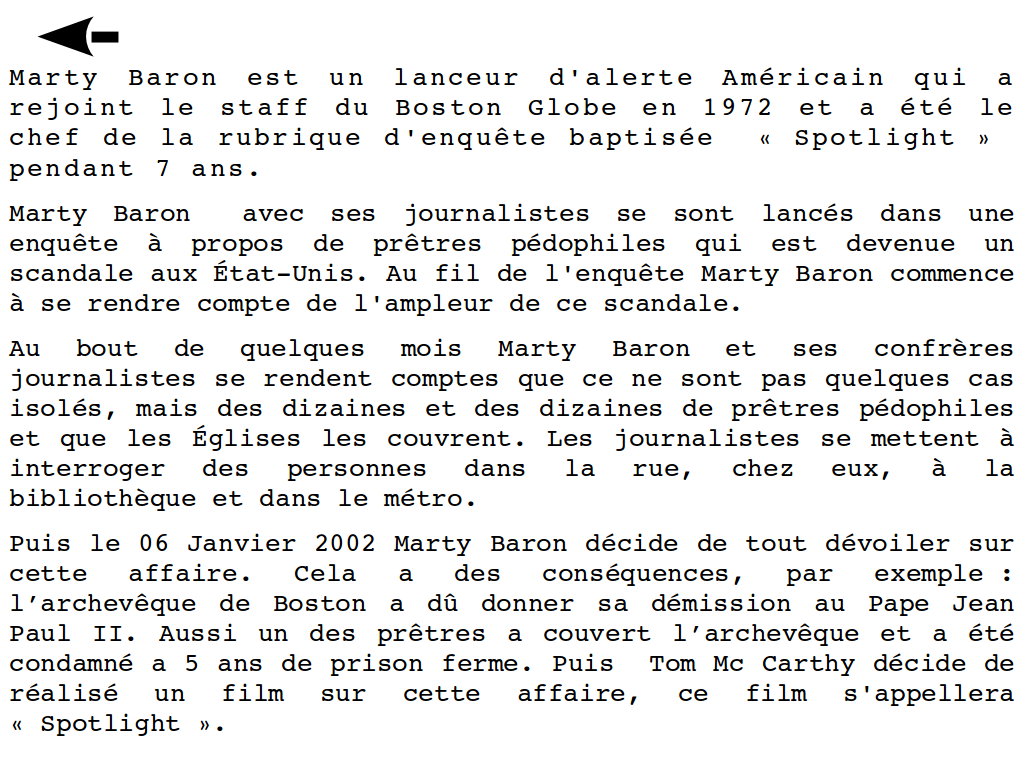 Marty Baron est un lanceur d'alerte Américain qui a
rejoint le staff du Boston Globe en 1972 et a été le
chef de la rubrique d'enquête baptisée « Spotlight »
pendant 7 ans.
Marty Baron avec ses journalistes se sont lancés dans une
enquête à propos de prêtres pédophiles qui est devenue un
scandale aux État-Unis. Au fil de l'enquête Marty Baron commence
à se rendre compte de l'ampleur de ce scandale.
Au bout de quelques mois Marty Baron et ses confrères
journalistes se rendent comptes que ce ne sont pas quelques cas
isolés, mais des dizaines et des dizaines de prêtres pédophiles
et que les Églises les couvrent. Les journalistes se mettent à
interroger des personnes dans la rue, chez eux, à la
bibliothèque et dans le métro.
Puis le 06 Janvier 2002 Marty Baron décide de tout dévoiler sur
cette affaire. Cela a des conséquences, par exemple :
l’archevêque de Boston a dû donner sa démission au Pape Jean
Paul II. Aussi un des prêtres a couvert l’archevêque et a été
condamné a 5 ans de prison ferme. Puis Tom Mc Carthy décide de
réalisé un film sur cette affaire, ce film s'appellera
« Spotlight ».